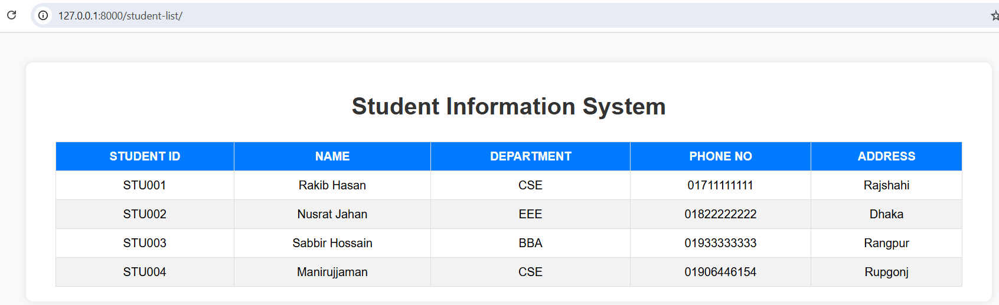 127.0.0.1:8000/student-list/
Student Information System
STUDENT ID NAME DEPARTMENT PHONE NO ADDRESS
STU001 Rakib Hasan CSE 01711111111 Rajshahi
STU002 Nusrat Jahan EEE 01822222222 Dhaka
STU003 Sabbir Hossain BBA 01933333333 Rangpur
STU004 Manirujjaman CSE 01906446154 Rupgonj